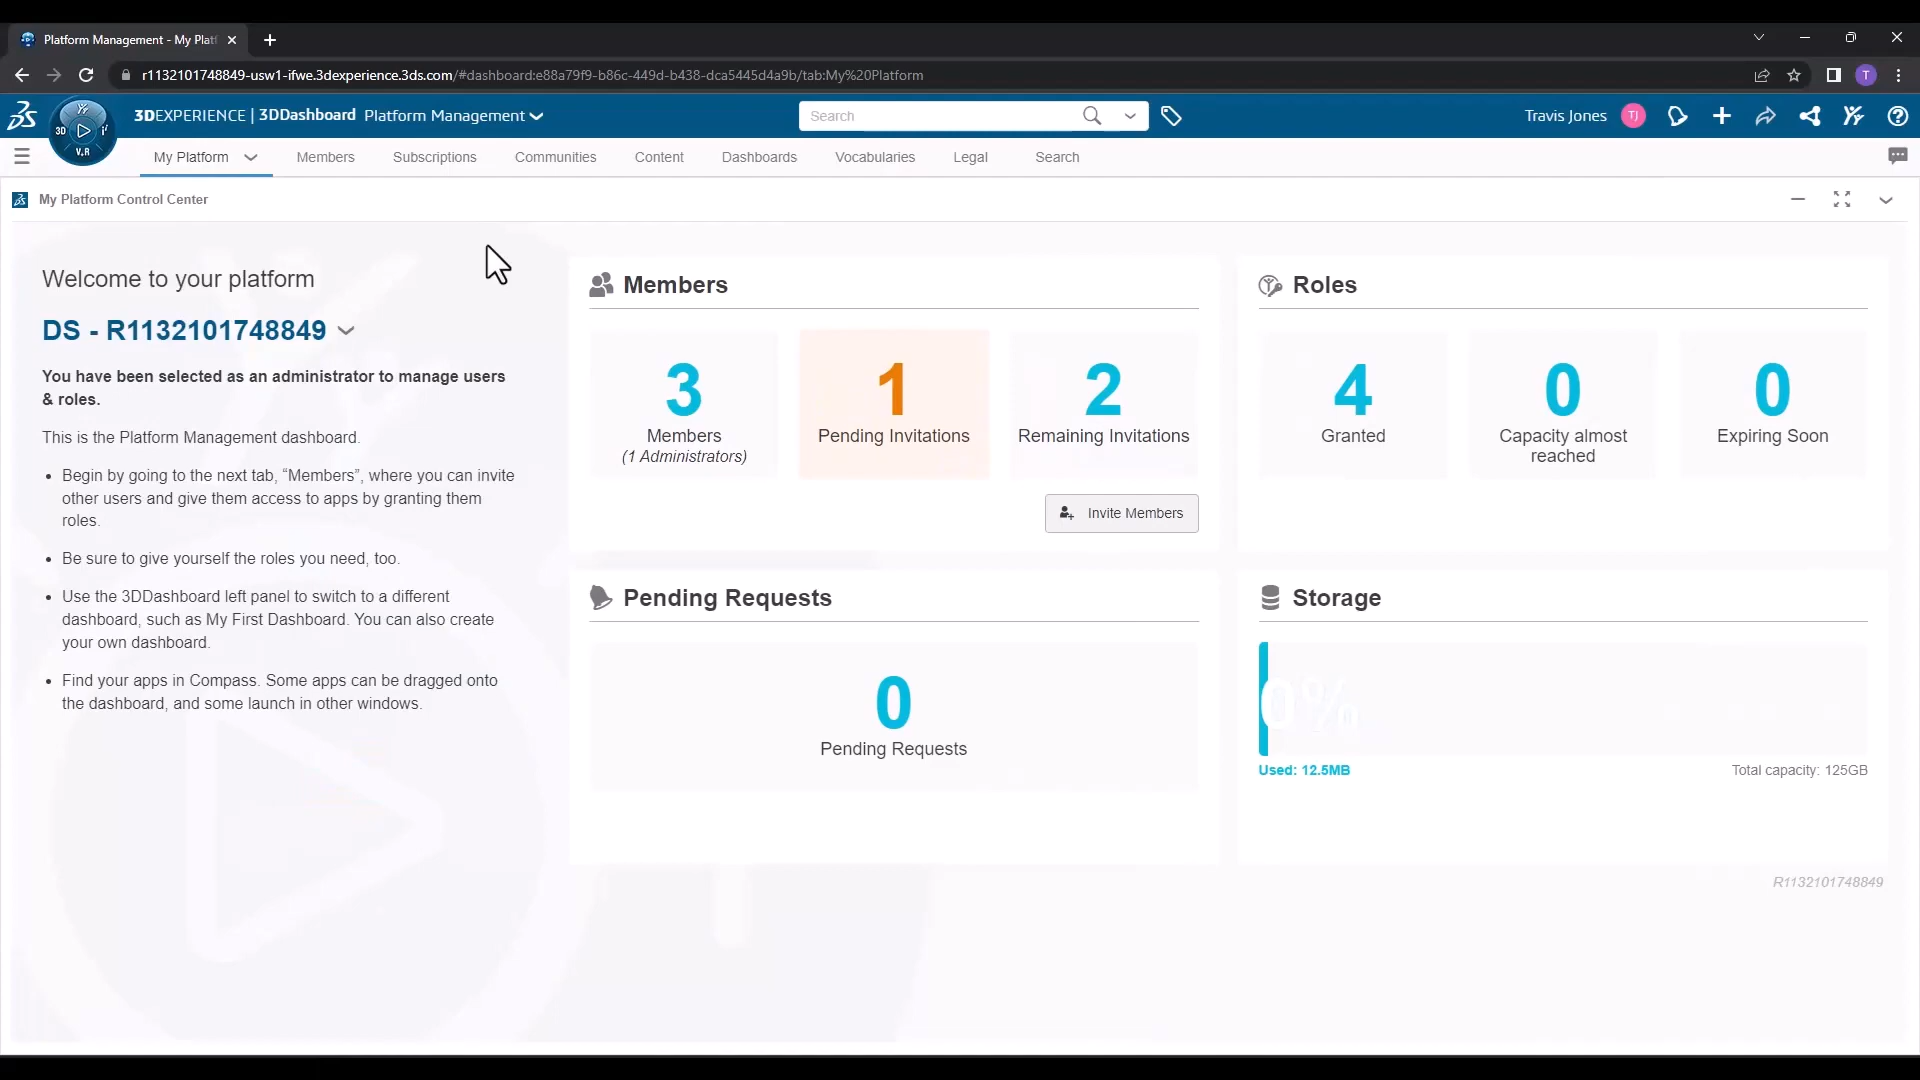 Platform Management - My Platf
r1132101748849-usw1-ifwe.3dexperience.3ds.com/#dashboard:e88a79f9-b86c-449d-b438-dca5445d4a9b/tab:My%20Platform
T
3D
V.R
3DEXPERIENCE | 3DDashboard Platform Management
Search
Travis Jones
TJ
My Platform
Members
Subscriptions
Communities
Content
Dashboards
Vocabularies
Legal
Search
My Platform Control Center
Welcome to your platform
DS - R1132101748849
You have been selected as an administrator to manage users
& roles.
This is the Platform Management dashboard.
• Begin by going to the next tab, “Members”, where you can invite
other users and give them access to apps by granting them
roles.
• Be sure to give yourself the roles you need, too.
• Use the 3DDashboard left panel to switch to a different
dashboard, such as My First Dashboard. You can also create
your own dashboard.
• Find your apps in Compass. Some apps can be dragged onto
the dashboard, and some launch in other windows.
Members
3
Members
(1 Administrators)
1
Pending Invitations
2
Remaining Invitations
Invite Members
Roles
4
Granted
0
Capacity almost
reached
0
Expiring Soon
Pending Requests
0
Pending Requests
Storage
0%
Used: 12.5MB
Total capacity: 125GB
R1132101748849